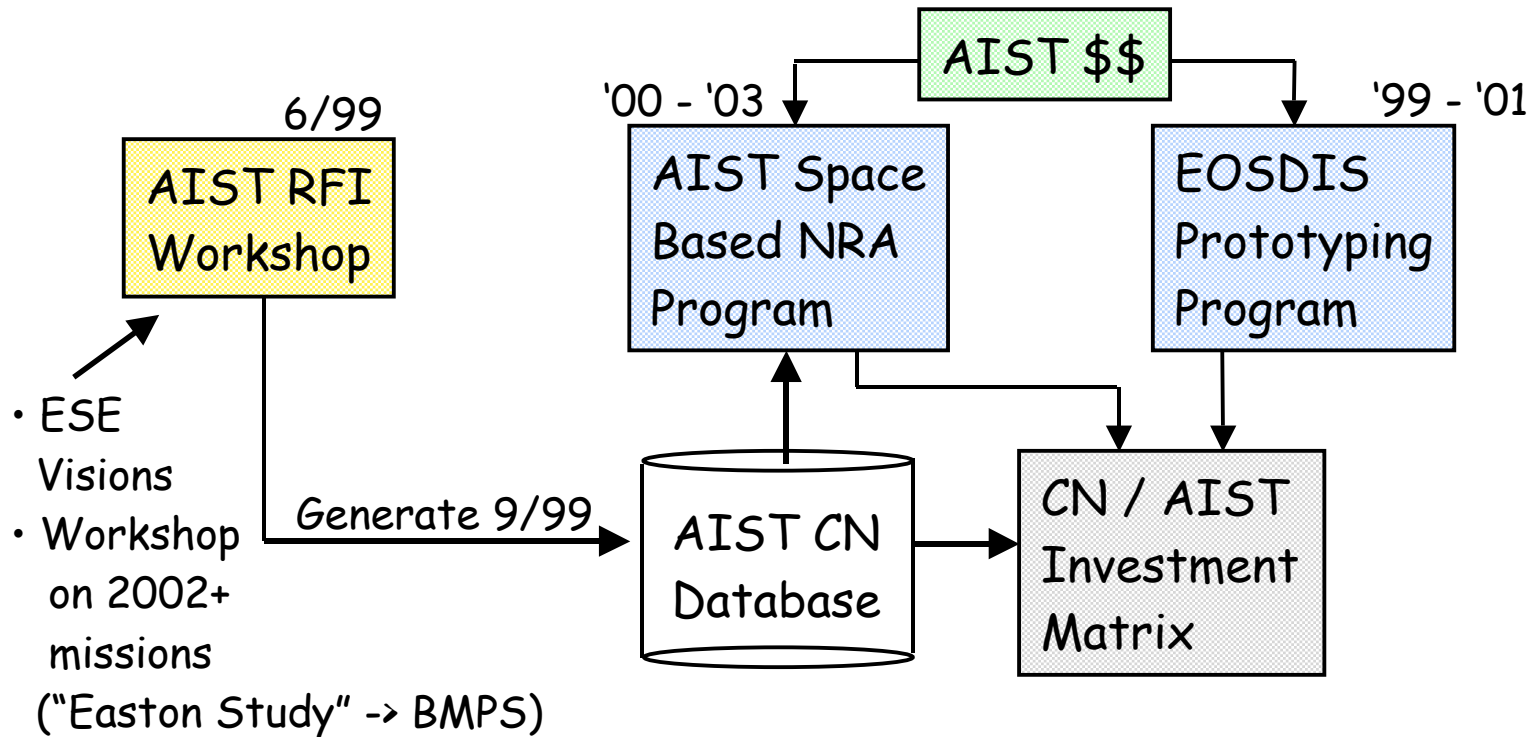 AIST $$
6/99
'00 - '03
'99 - '01
AIST RFI
Workshop
AIST Space
Based NRA
Program
EOSDIS
Prototyping
Program
• ESE
Visions
• Workshop
on 2002+
missions
("Easton Study" -> BMPS)
Generate 9/99
AIST CN
Database
CN / AIST
Investment
Matrix